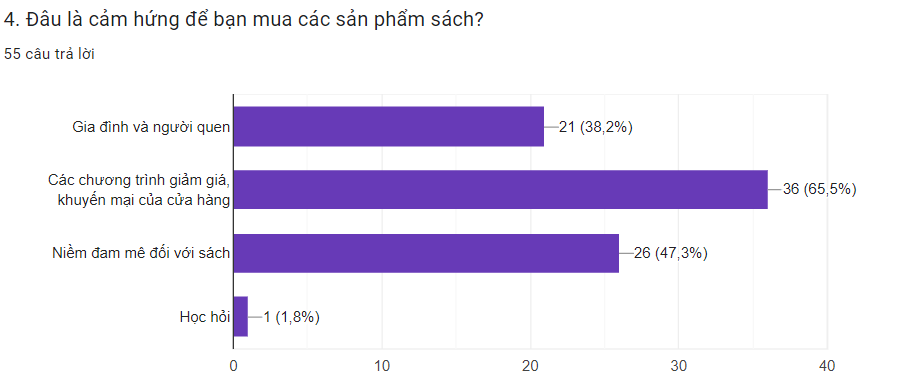 4. Đâu là cảm hứng để bạn mua các sản phẩm sách?
55 câu trả lời
Gia đình và người quen
21 (38,2%)
Các chương trình giảm giá,
khuyến mại của cửa hàng
36 (65,5%)
Niềm đam mê đối với sách
26 (47,3%)
Học hỏi
1 (1,8%)
0
10
20
30
40